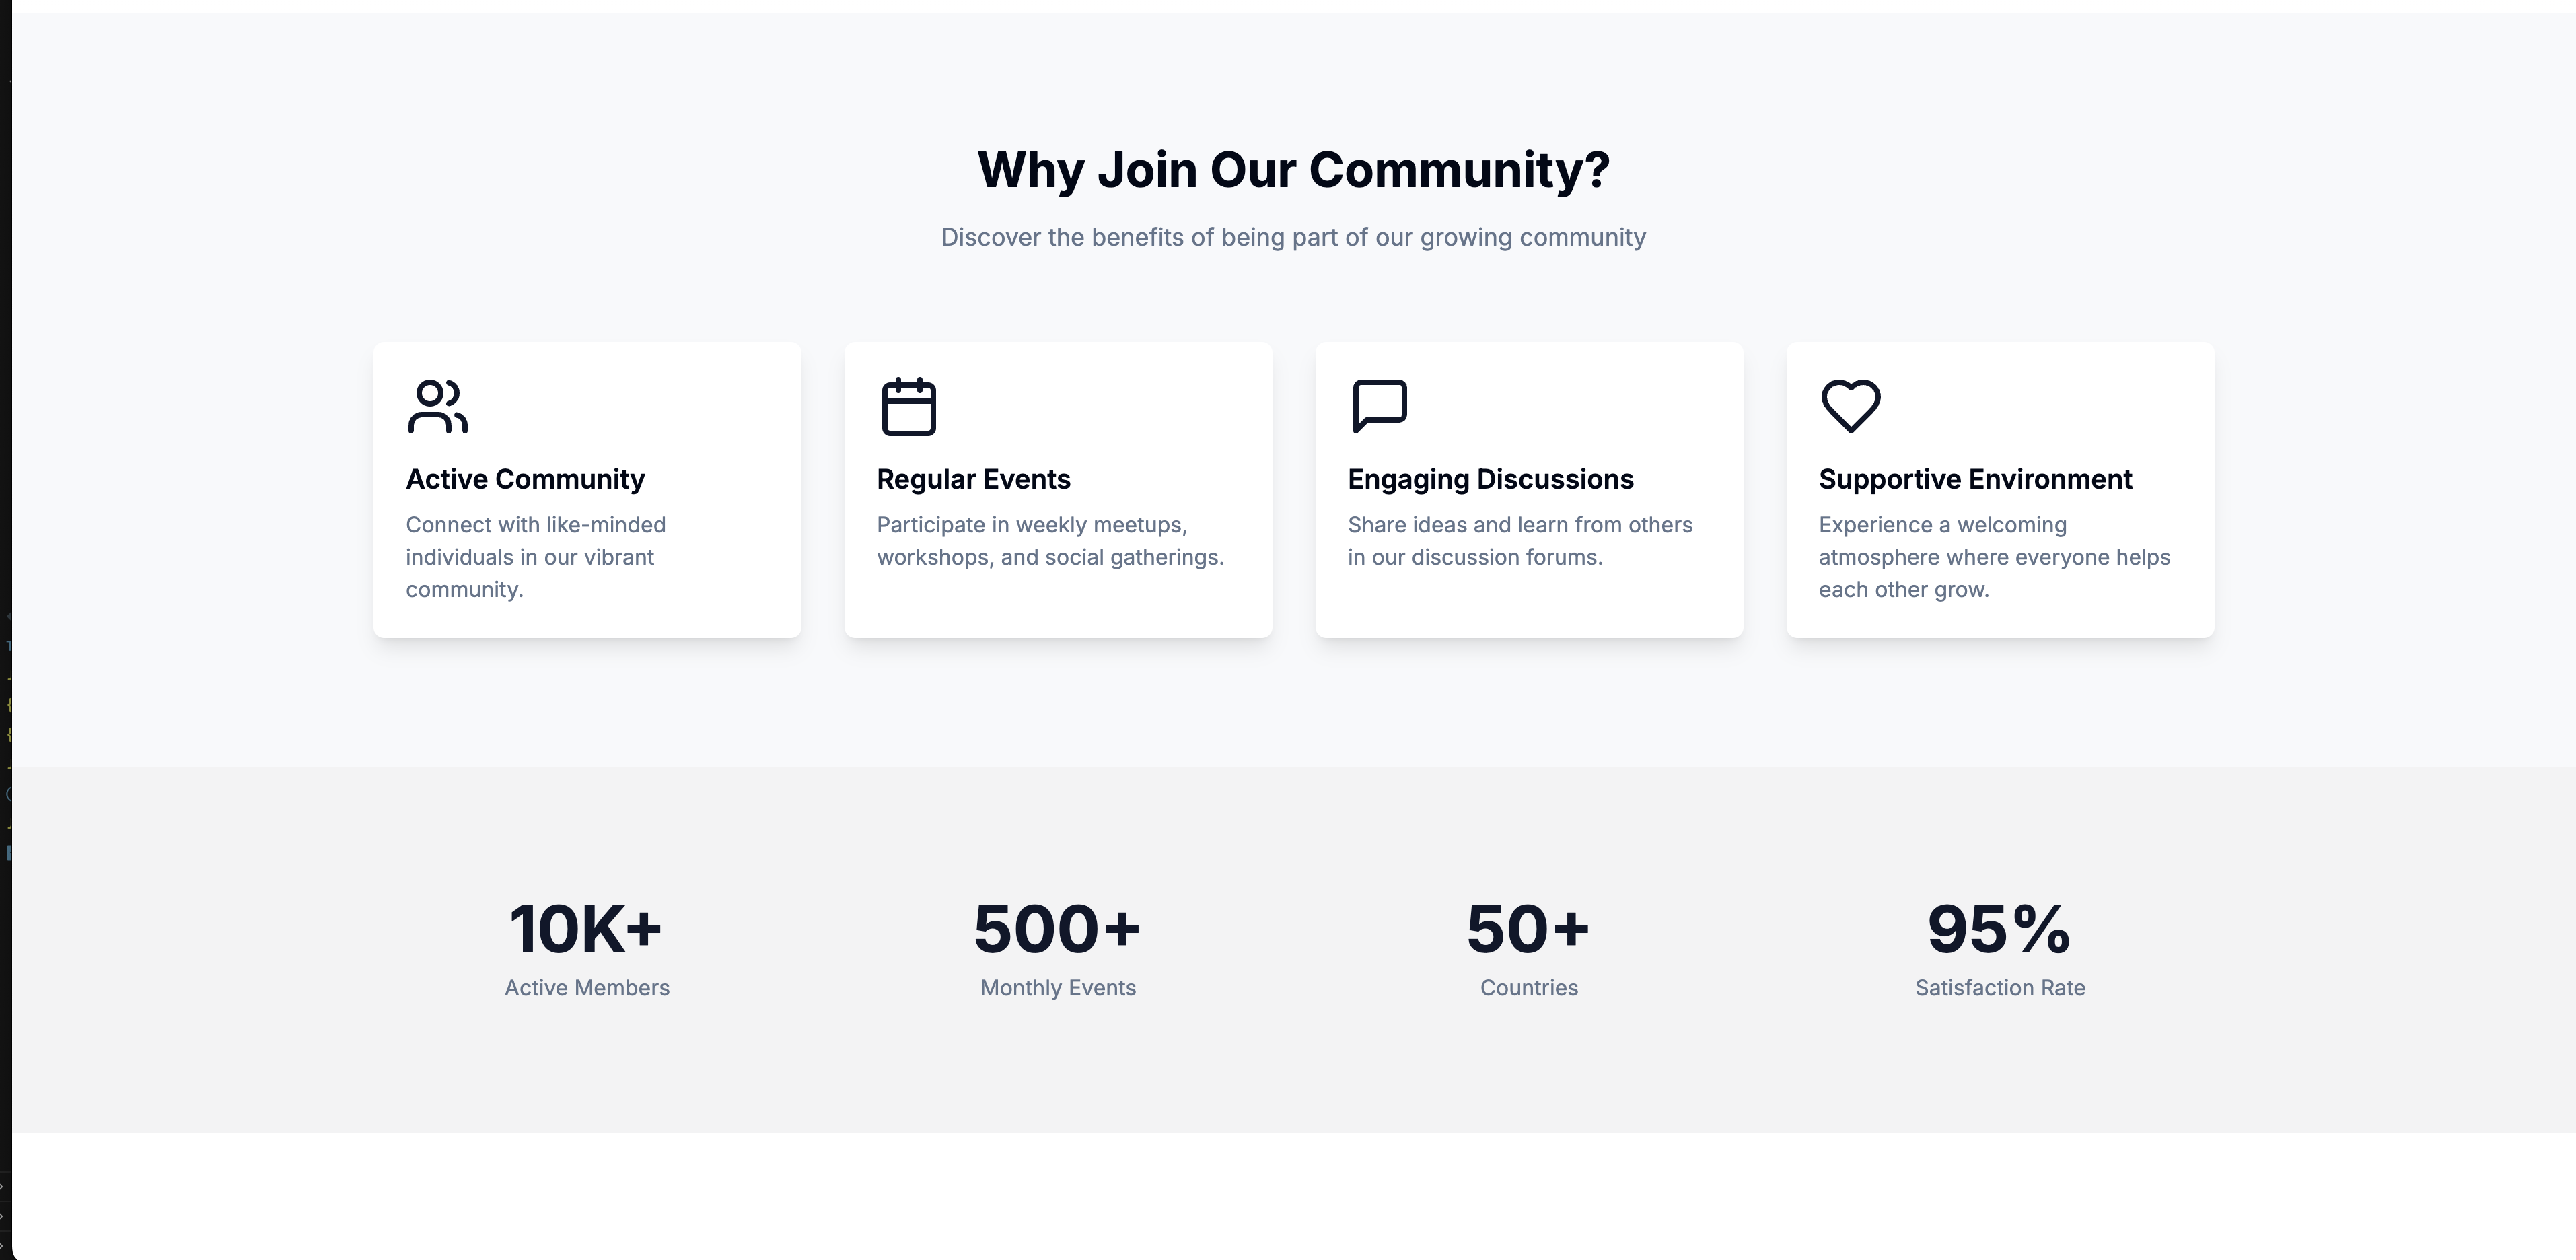 Why Join Our Community?
Discover the benefits of being part of our growing community
Active Community
Connect with like-minded
individuals in our vibrant
community.
Regular Events
Participate in weekly meetups,
workshops, and social gatherings.
Engaging Discussions
Share ideas and learn from others
in our discussion forums.
Supportive Environment
Experience a welcoming
atmosphere where everyone helps
each other grow.
10K+
Active Members
500+
Monthly Events
50+
Countries
95%
Satisfaction Rate